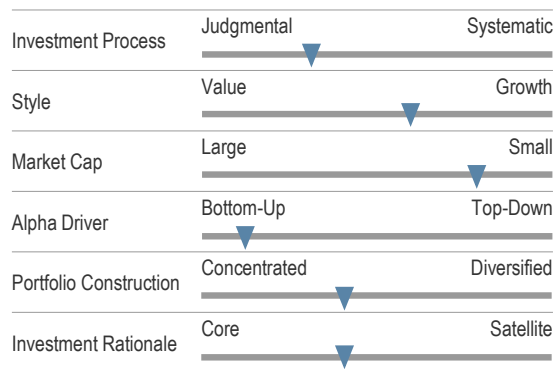 Judgmental Systematic
Investment Process
Value Growth
Style
Large Small
Market Cap
Bottom-Up Top-Down
Alpha Driver
Concentrated Diversified
Portfolio Construction
Core Satellite
Investment Rationale